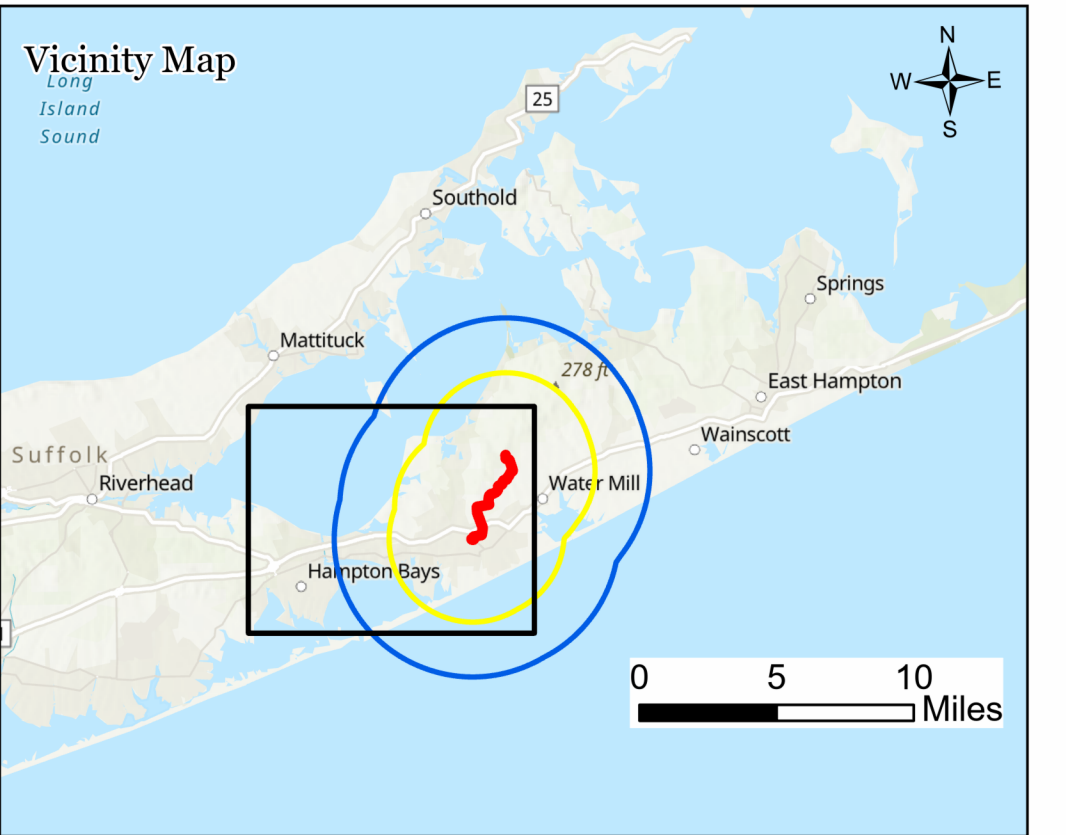 Vicinity Map
Long
Island
Sound
N
W
E
S
25
Southold
Springs
Mattituck
278 ft
East Hampton
Wainscott
Suffolk
Riverhead
Water Mill
Hampton Bays
0 5 10
Miles